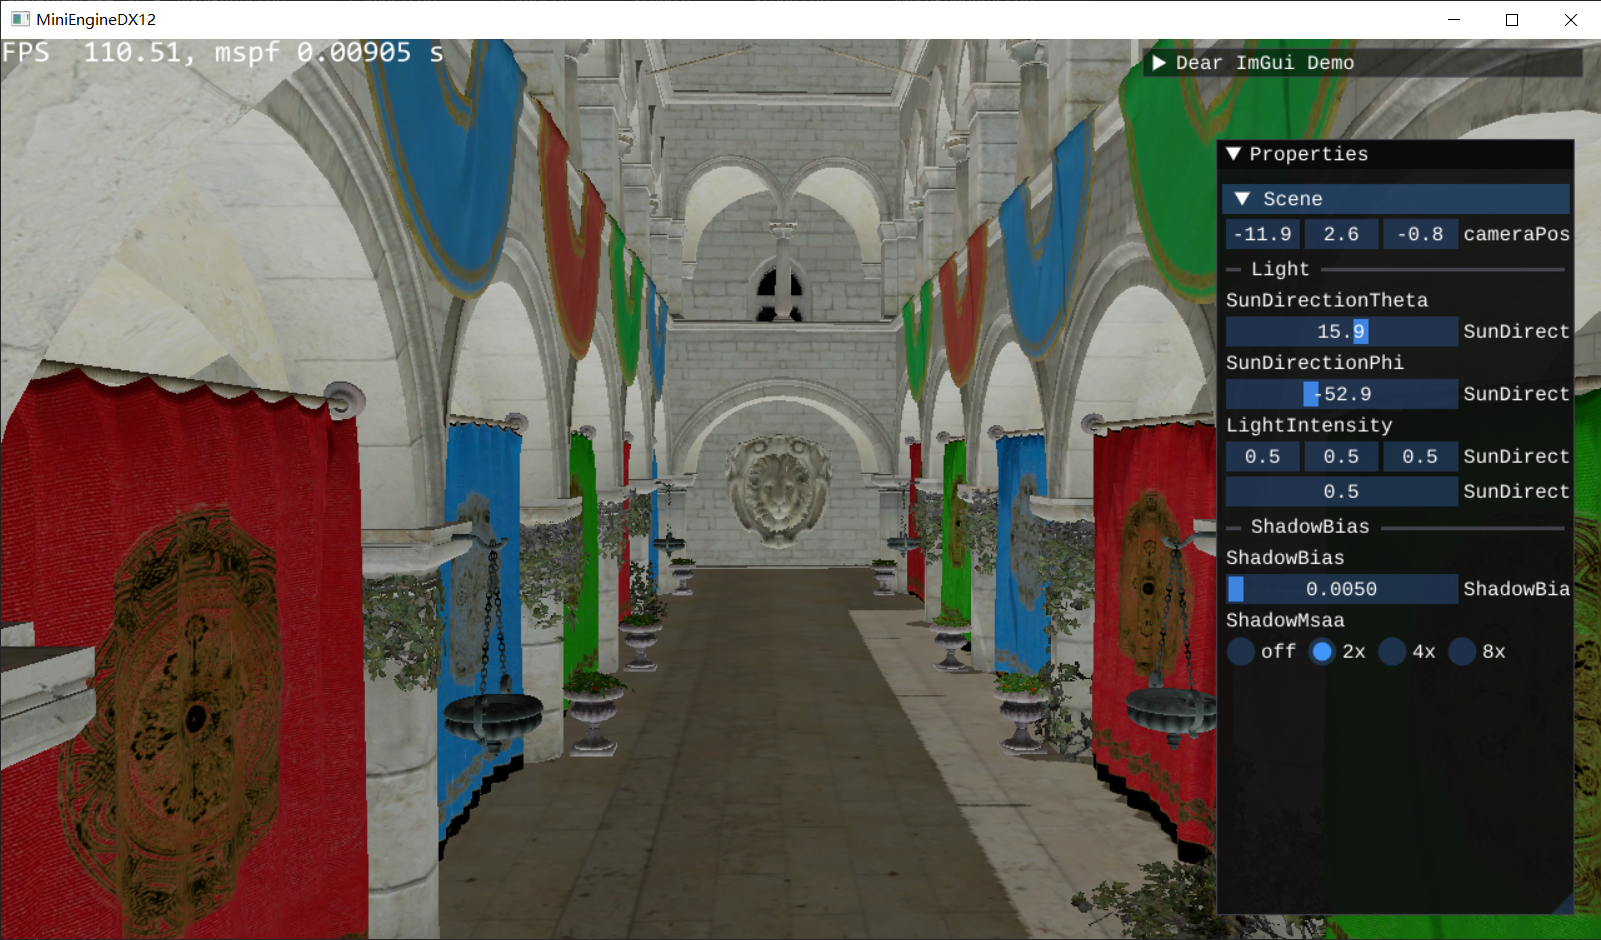 MiniEngineDX12
FPS  110.51, mspf 0.00905 s
Dear ImGui Demo
Properties
Scene
-11.9 2.6 -0.8 cameraPos
Light
SunDirectionTheta
15.9 SunDirect
SunDirectionPhi
-52.9 SunDirect
LightIntensity
0.5 0.5 0.5 SunDirect
0.5 SunDirect
ShadowBias
ShadowBias
0.0050 ShadowBia
ShadowMsaa
off 2x 4x 8x